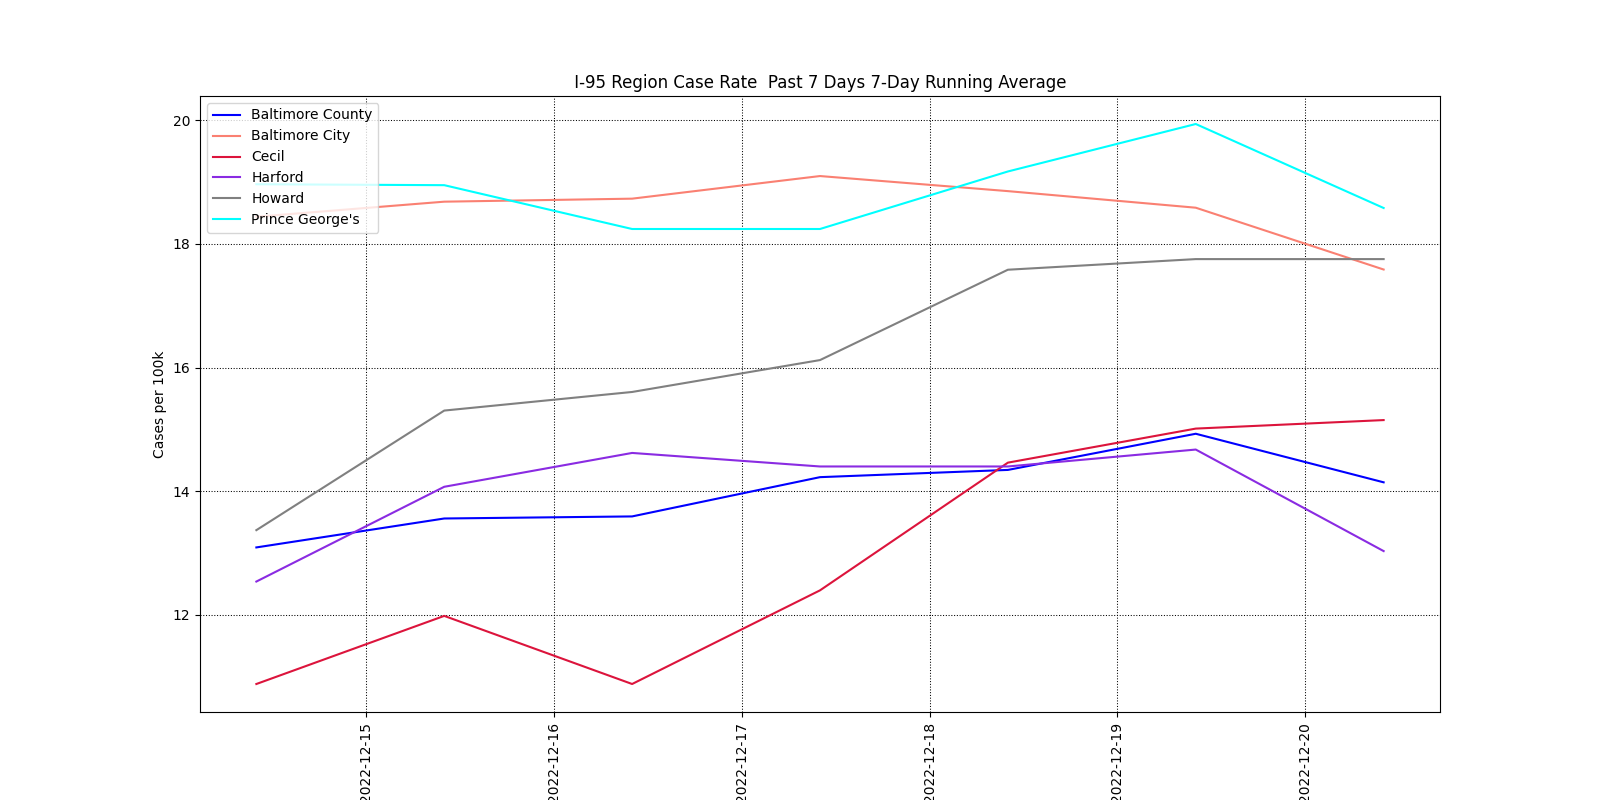 I-95 Region Case Rate  Past 7 Days 7-Day Running Average
Baltimore County
Baltimore City
Cecil
Harford
Howard
Prince George's
Cases per 100k
20
18
16
14
12
2022-12-15
2022-12-16
2022-12-17
2022-12-18
2022-12-19
2022-12-20